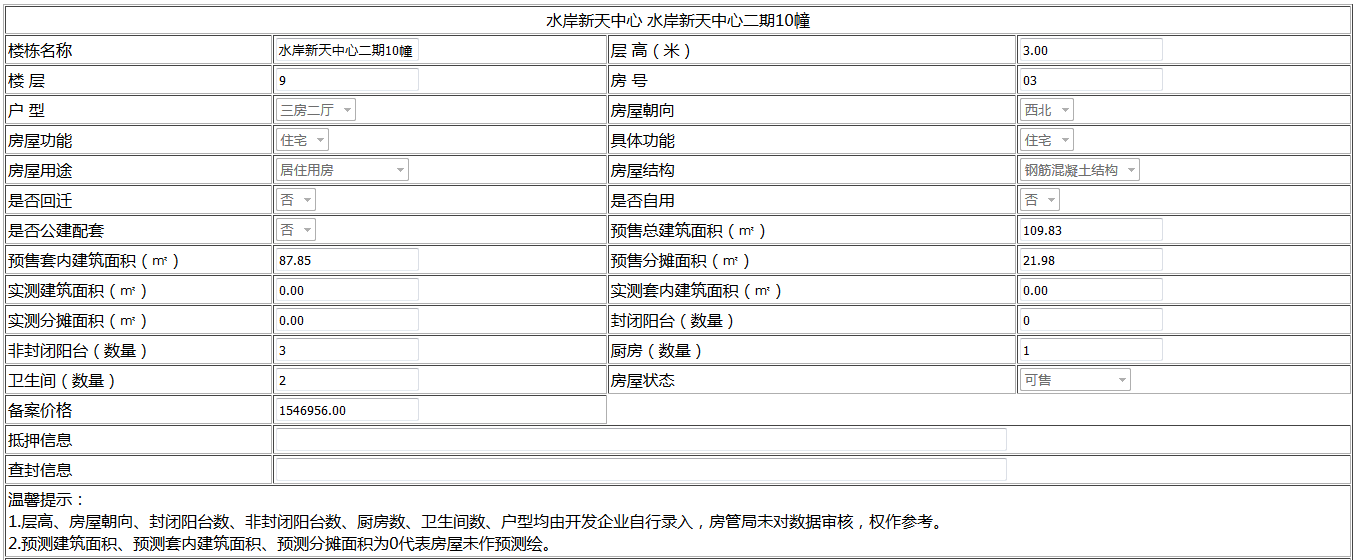 水岸新天中心 水岸新天中心二期10幢
楼栋名称 水岸新天中心二期10幢 层 高（米） 3.00
楼 层 9 房 号 03
户 型 三房二厅 房屋朝向 西北
房屋功能 住宅 具体功能 住宅
房屋用途 居住用房 房屋结构 钢筋混凝土结构
是否回迁 否 是否自用 否
是否公建配套 否 预售总建筑面积（㎡） 109.83
预售套内建筑面积（㎡） 87.85 预售分摊面积（㎡） 21.98
实测建筑面积（㎡） 0.00 实测套内建筑面积（㎡） 0.00
实测分摊面积（㎡） 0.00 封闭阳台（数量） 0
非封闭阳台（数量） 3 厨房（数量） 1
卫生间（数量） 2 房屋状态 可售
备案价格 1546956.00
抵押信息
查封信息
温馨提示：
1.层高、房屋朝向、封闭阳台数、非封闭阳台数、厨房数、卫生间数、户型均由开发企业自行录入，房管局未对数据审核，权作参考。
2.预测建筑面积、预测套内建筑面积、预测分摊面积为0代表房屋未作预测绘。